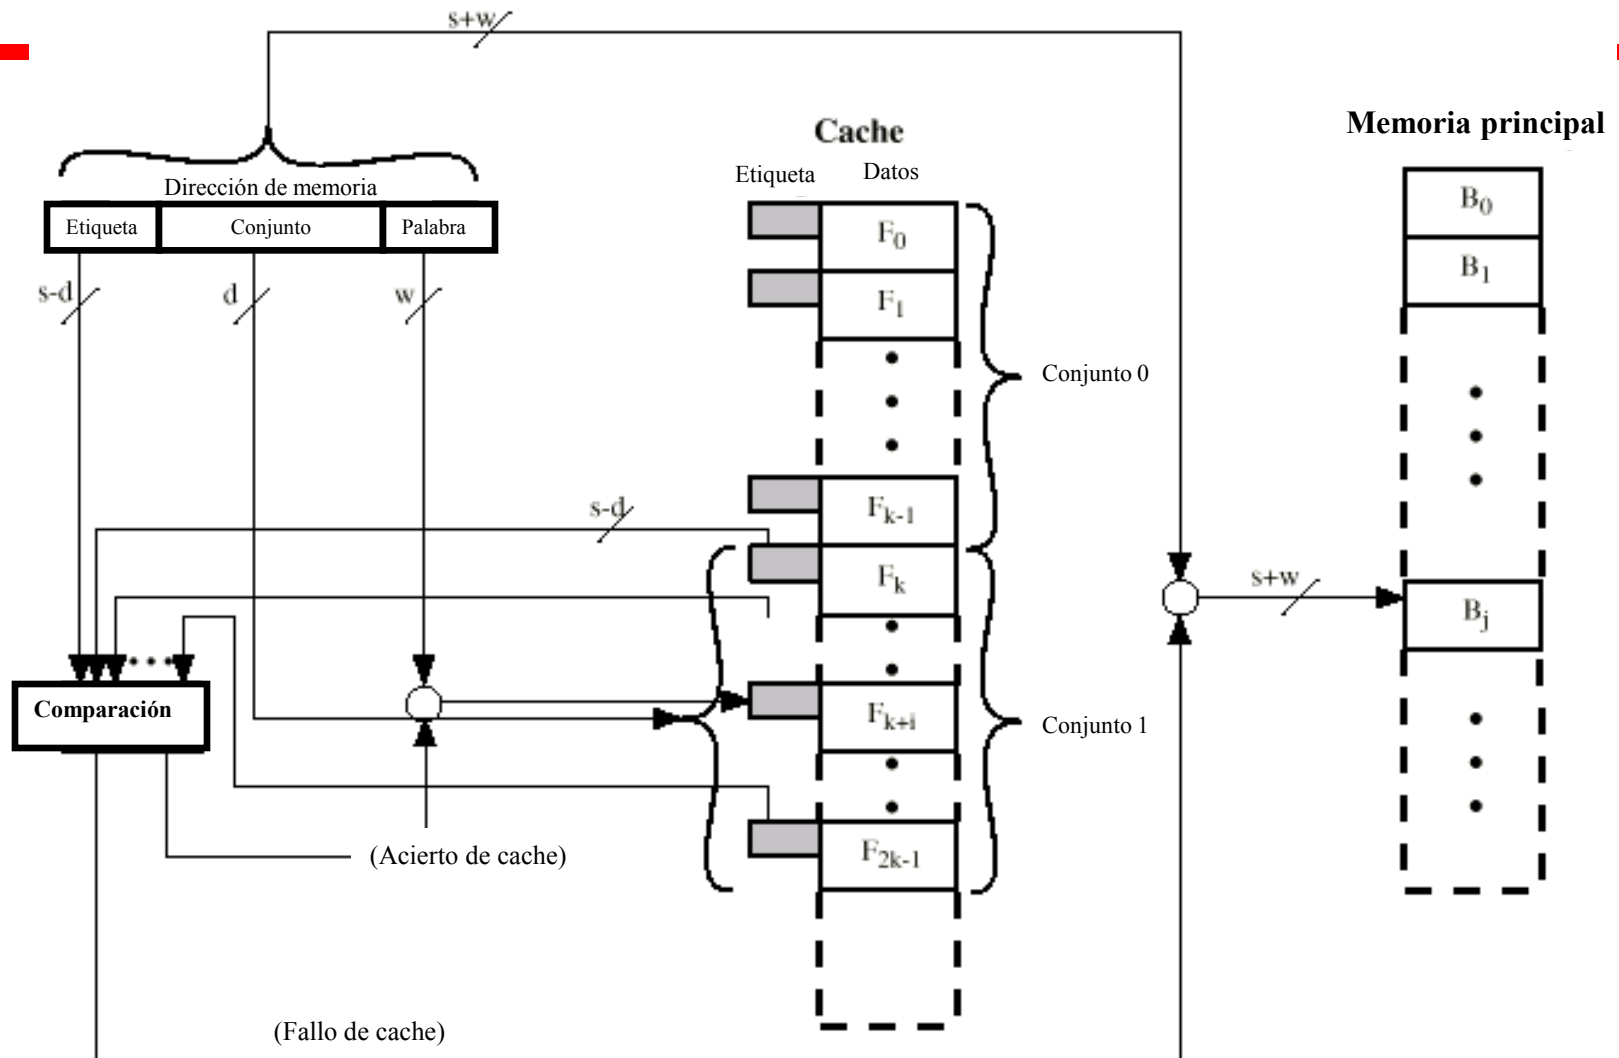 s+w
Cache
Memoria principal
Etiqueta
Datos
Dirección de memoria
Etiqueta
Conjunto
Palabra
s-d
d
w
F0
F1
Conjunto 0
B0
B1
s-d
Fk-1
Fk
s+w
Bj
Comparación
Fk+i
Conjunto 1
(Acierto de cache)
F2k-1
(Fallo de cache)